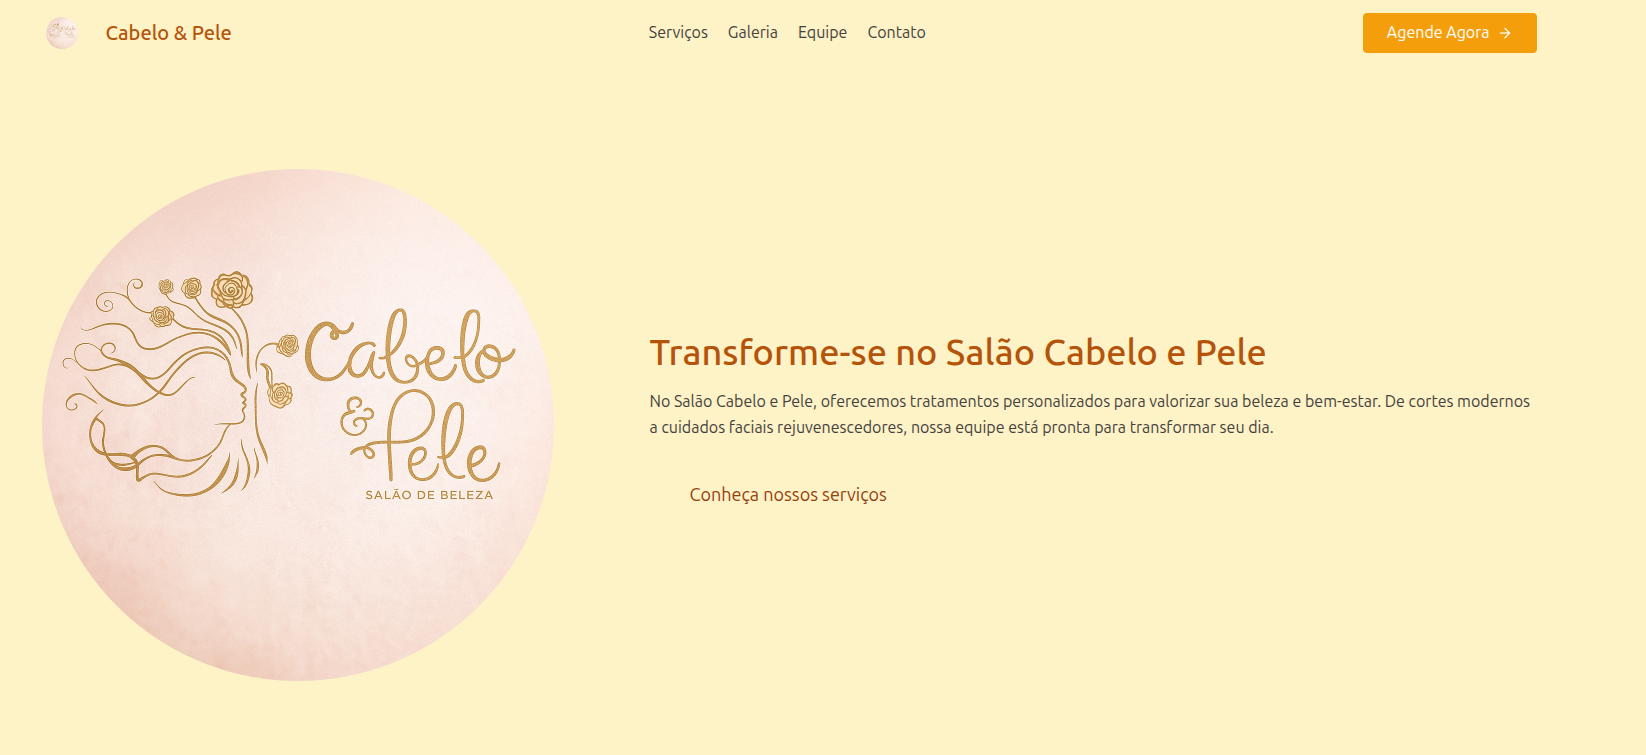 Cabelo & Pele
Serviços Galeria Equipe Contato
Agende Agora →
Cabelo
& Pele
SALÃO DE BELEZA
Transforme-se no Salão Cabelo e Pele
No Salão Cabelo e Pele, oferecemos tratamentos personalizados para valorizar sua beleza e bem-estar. De cortes modernos
a cuidados faciais rejuvenescedores, nossa equipe está pronta para transformar seu dia.
Conheça nossos serviços